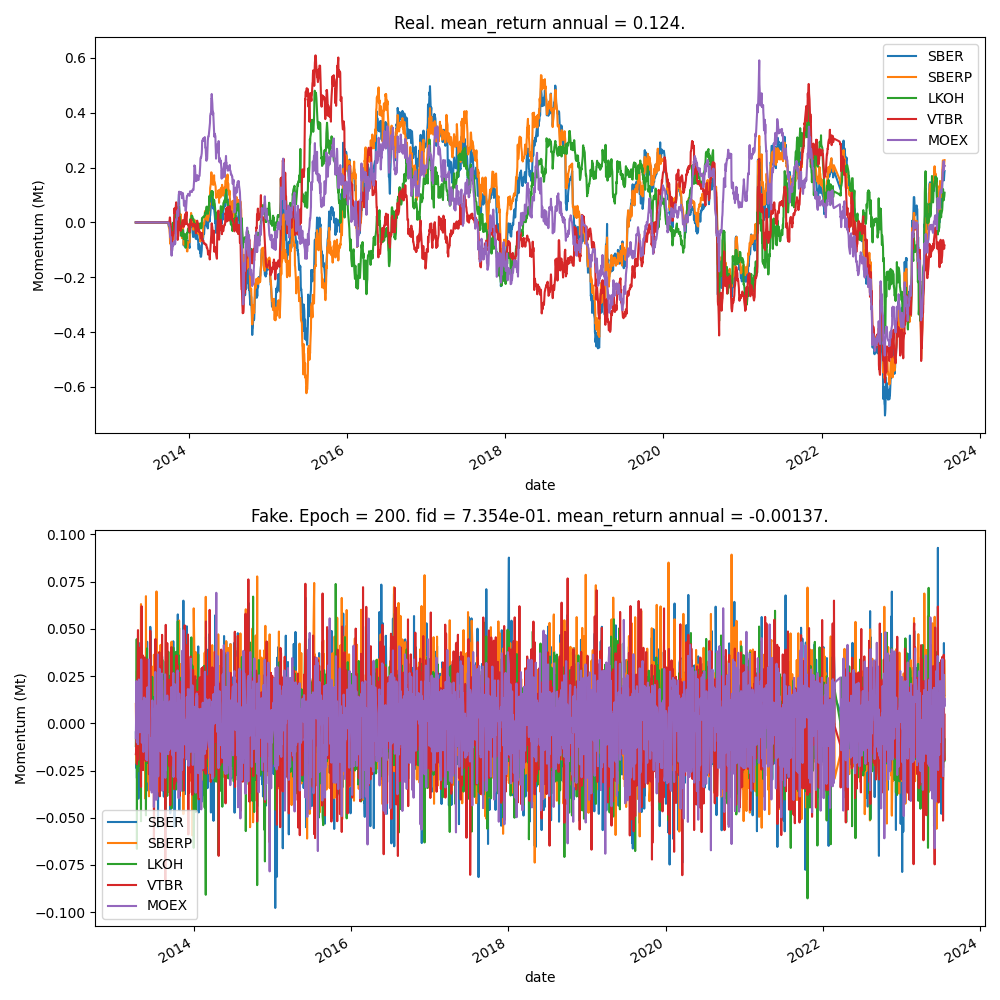 Real. mean_return annual = 0.124.
Momentum (Mt)
0.6
0.4
0.2
0.0
−0.2
−0.4
−0.6
SBER
SBERP
LKOH
VTBR
MOEX
2014
2016
2018
2020
2022
2024
date
Fake. Epoch = 200. fid = 7.354e-01. mean_return annual = -0.00137.
Momentum (Mt)
0.100
0.075
0.050
0.025
0.000
−0.025
−0.050
−0.075
−0.100
SBER
SBERP
LKOH
VTBR
MOEX
2014
2016
2018
2020
2022
2024
date